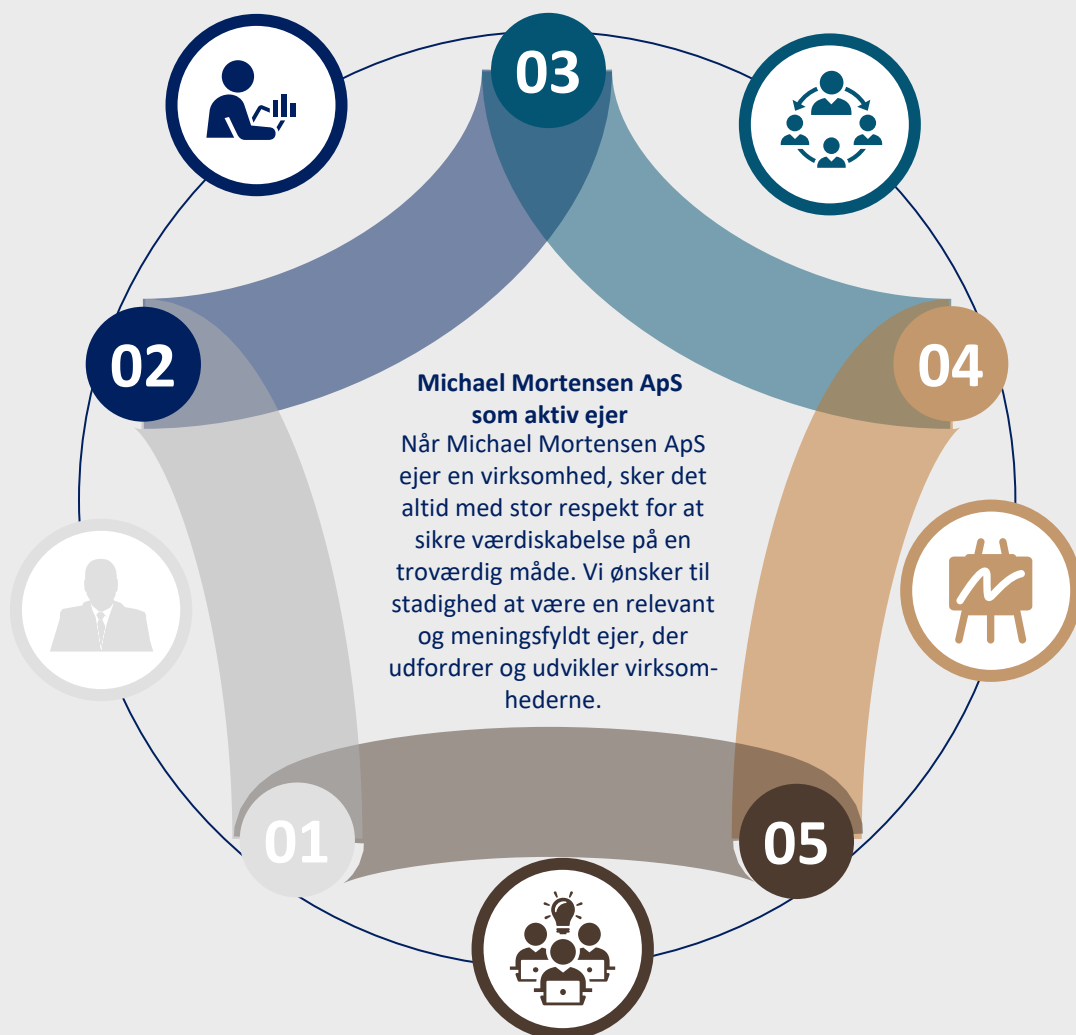 03
02
04
Michael Mortensen ApS
som aktiv ejer
Når Michael Mortensen ApS
ejer en virksomhed, sker det
altid med stor respekt for at
sikre værdiskabelse på en
troværdig måde. Vi ønsker til
stadighed at være en relevant
og meningsfyldt ejer, der
udfordrer og udvikler virksom-
hederne.
01
05